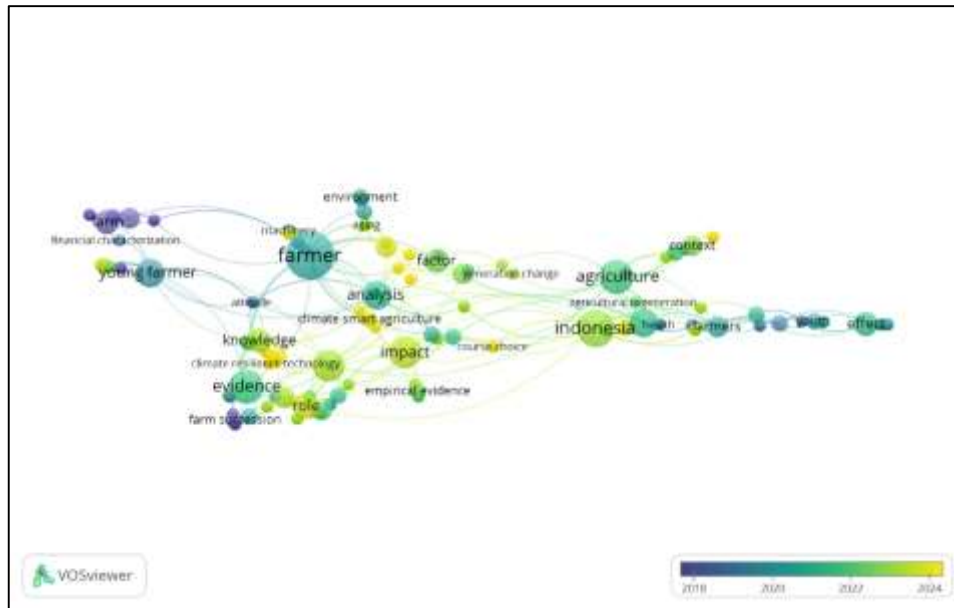 environment
aging
farm
financial characterization
machinery
farmer
factor
context
young farmer
generation change
agriculture
analysis
attitude
agricultural regeneration
climate smart agriculture
indonesia
health
efarmers
youth
effect
knowledge
climate resilience technology
impact
course choice
evidence
empirical evidence
role
farm succession
VOSviewer
2018 2020 2022 2024